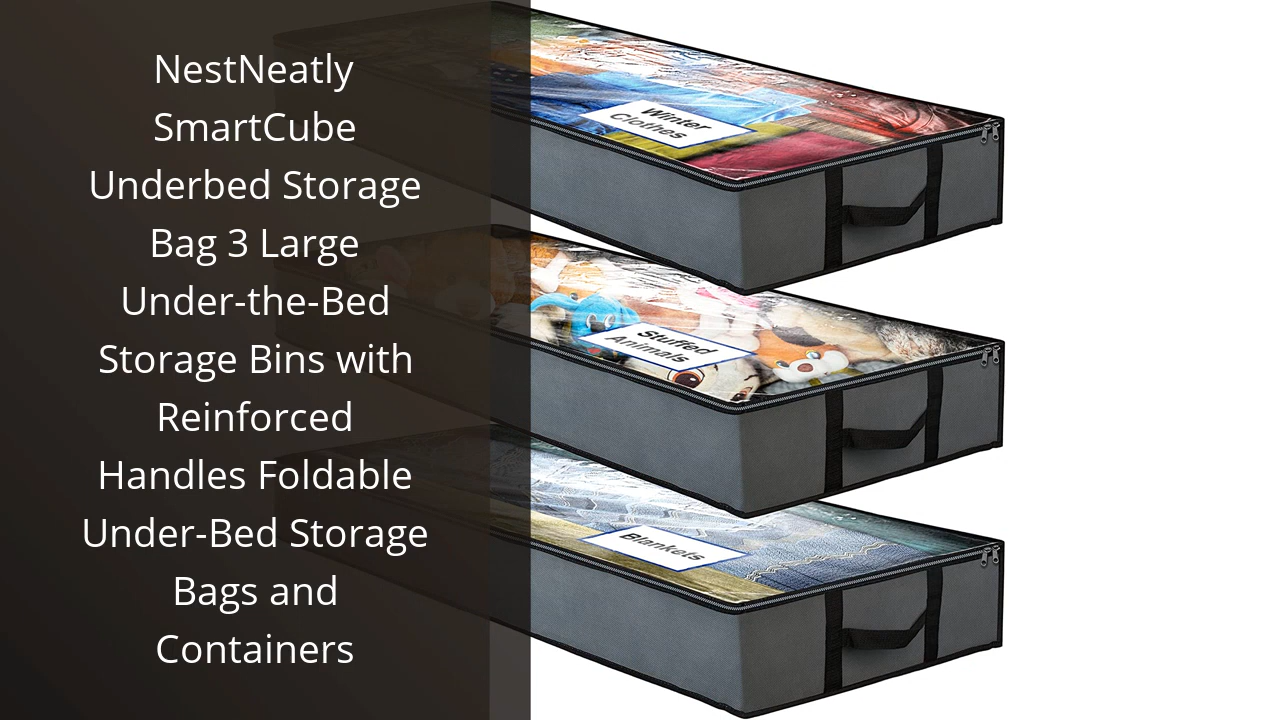 NestNeatly
SmartCube
Underbed Storage
Bag 3 Large
Under-the-Bed
Storage Bins with
Reinforced
Handles Foldable
Under-Bed Storage
Bags and
Containers
Winter
Clothes
Stuffed
Animals
Blankets